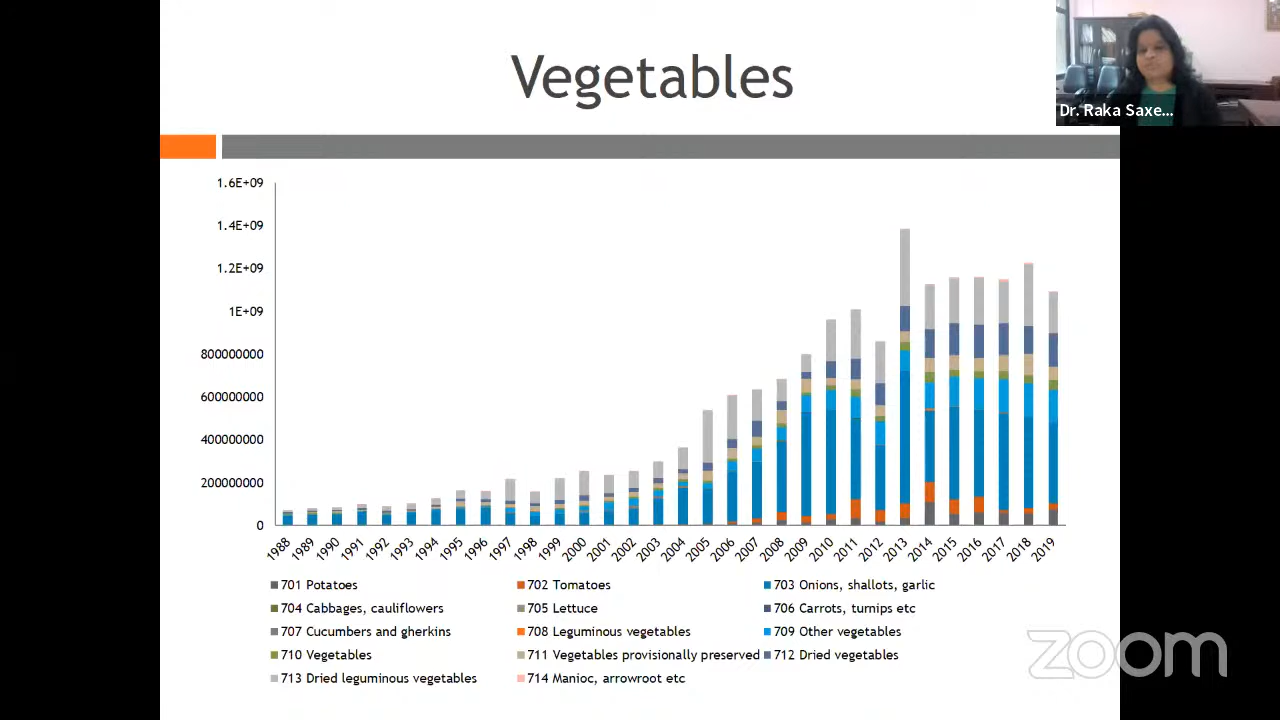 Vegetables
Dr. Raka Saxe...
1.6E+09
1.4E+09
1.2E+09
1E+09
800000000
600000000
400000000
200000000
0
1988 1989 1990 1991 1992 1993 1994 1995 1996 1997 1998 1999 2000 2001 2002 2003 2004 2005 2006 2007 2008 2009 2010 2011 2012 2013 2014 2015 2016 2017 2018 2019
701 Potatoes 702 Tomatoes 703 Onions, shallots, garlic
704 Cabbages, cauliflowers 705 Lettuce 706 Carrots, turnips etc
707 Cucumbers and gherkins 708 Leguminous vegetables 709 Other vegetables
710 Vegetables 711 Vegetables provisionally preserved 712 Dried vegetables
713 Dried leguminous vegetables 714 Manioc, arrowroot etc
zoom